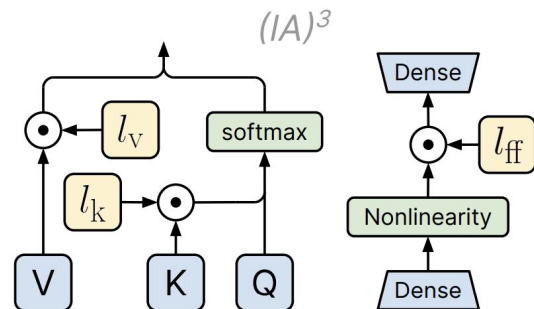 (IA)³
Dense
l_v
softmax
l_ff
l_k
Nonlinearity
V
K
Q
Dense